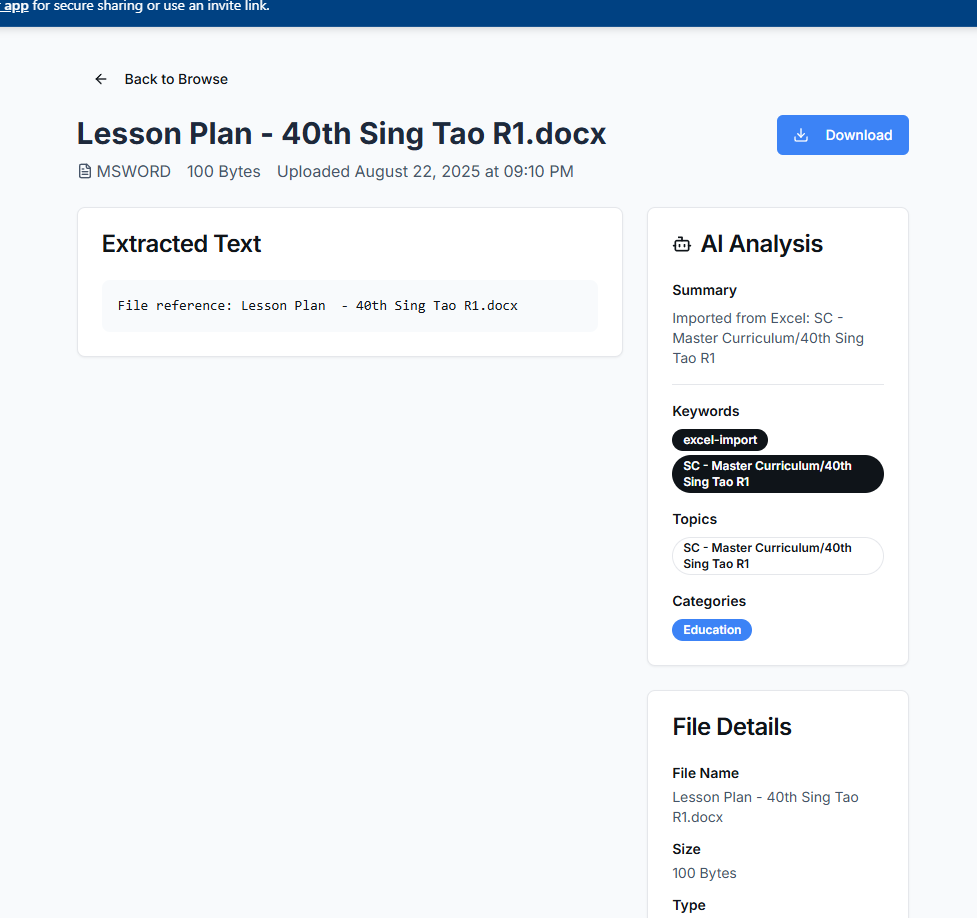 app for secure sharing or use an invite link.
Back to Browse
Lesson Plan - 40th Sing Tao R1.docx
Download
MSWORD 100 Bytes Uploaded August 22, 2025 at 09:10 PM
Extracted Text
File reference: Lesson Plan  - 40th Sing Tao R1.docx
AI Analysis
Summary
Imported from Excel: SC -
Master Curriculum/40th Sing
Tao R1
Keywords
excel-import
SC - Master Curriculum/40th
Sing Tao R1
Topics
SC - Master Curriculum/40th
Sing Tao R1
Categories
Education
File Details
File Name
Lesson Plan - 40th Sing Tao
R1.docx
Size
100 Bytes
Type